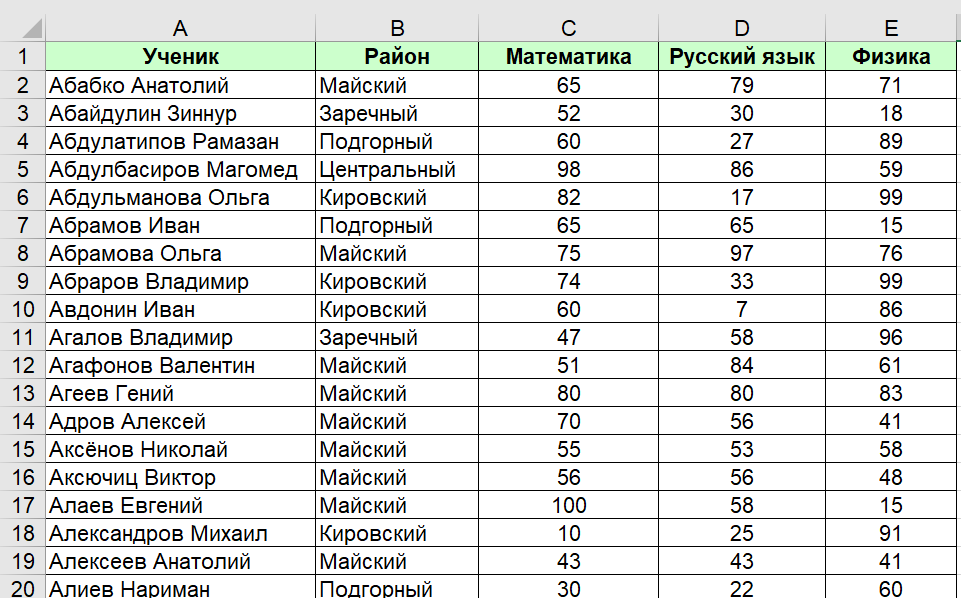 A B C D E
1 Ученик Район Математика Русский язык Физика
2 Абабко Анатолий Майский 65 79 71
3 Абайдулин Зиннур Заречный 52 30 18
4 Абдулатипов Рамазан Подгорный 60 27 89
5 Абдулбасиров Магомед Центральный 98 86 59
6 Абдульманова Ольга Кировский 82 17 99
7 Абрамов Иван Подгорный 65 65 15
8 Абрамова Ольга Майский 75 97 76
9 Абраров Владимир Кировский 74 33 99
10 Авдонин Иван Кировский 60 7 86
11 Агалов Владимир Заречный 47 58 96
12 Агафонов Валентин Майский 51 84 61
13 Агеев Гений Майский 80 80 83
14 Адров Алексей Майский 70 56 41
15 Аксёнов Николай Майский 55 53 58
16 Аксючиц Виктор Майский 56 56 48
17 Алаев Евгений Майский 100 58 15
18 Александров Михаил Кировский 10 25 91
19 Алексеев Анатолий Майский 43 43 41
20 Алиев Нариман Подгорный 30 22 60